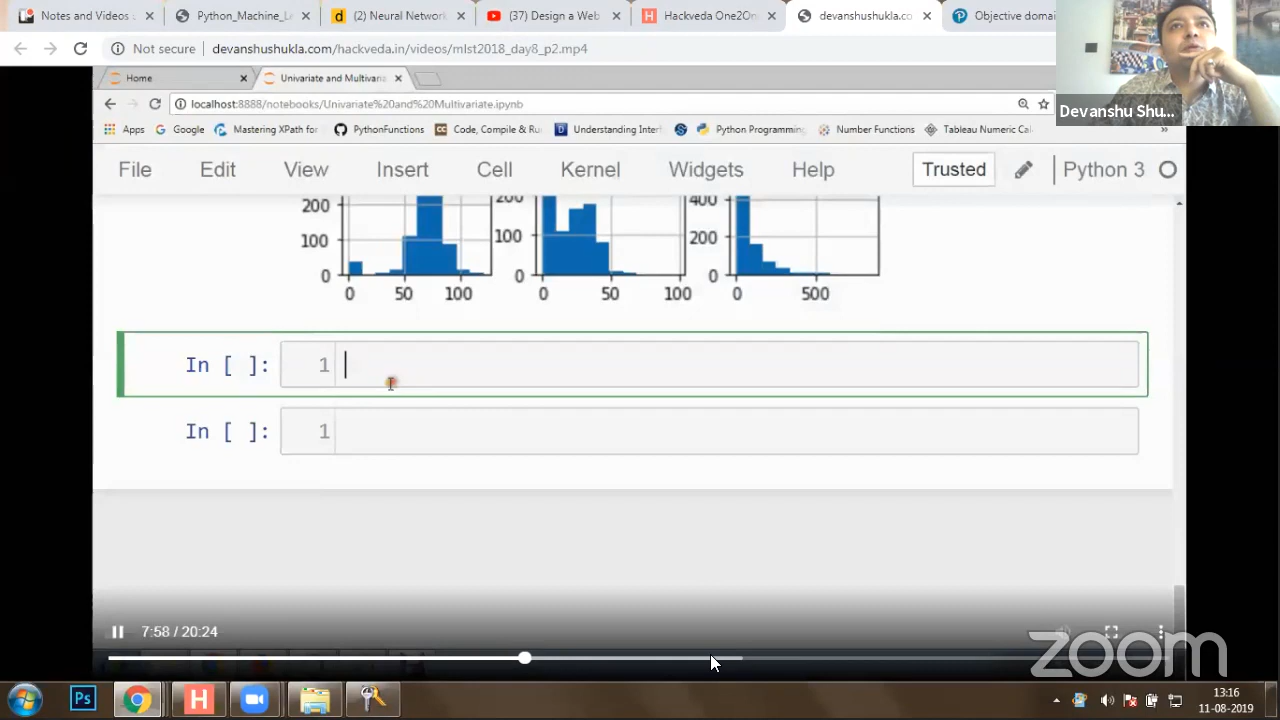 Notes and Videos
Python_Machine_L
(2) Neural Networ
(37) Design a Web
Hackveda One2One
devanshushukla.co
Objective domai
Not secure
devanshushukla.com/hackveda.in/videos/mlst2018_day8_p2.mp4
Devanshu Shu...
Home
Univariate and Multivaria
localhost:8888/notebooks/Univariate%20and%20Multivariate.ipynb
Apps
Google
Mastering XPath for
PythonFunctions
Code, Compile & Ru
Understanding Inter
Python Programming
Number Functions
Tableau Numeric Cal
»
File Edit View Insert Cell Kernel Widgets Help
Trusted
Python 3
200
100
0
0 50 100
200
100
0
0 50 100
400
200
0
0 500
In [ ]: 1
In [ ]: 1
7:58 / 20:24
zoom
Ps
H
13:16
11-08-2019